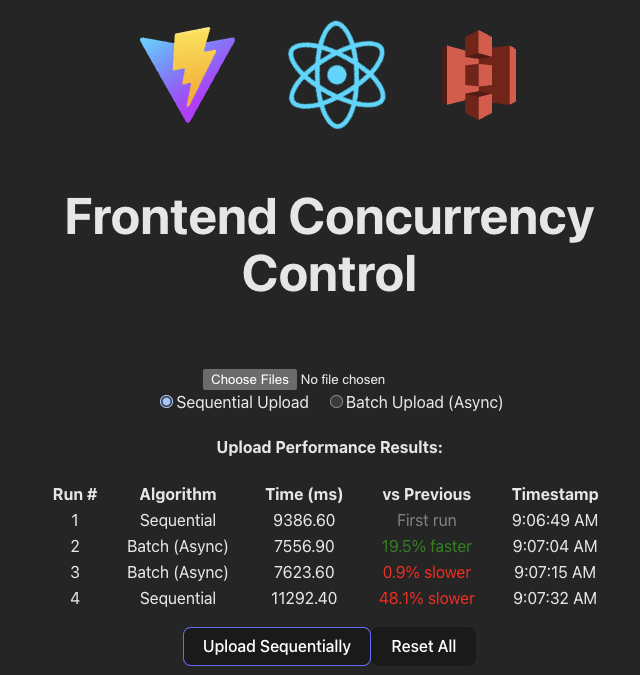 Frontend Concurrency
Control
Choose Files No file chosen
Sequential Upload Batch Upload (Async)
Upload Performance Results:
Run # Algorithm Time (ms) vs Previous Timestamp
1 Sequential 9386.60 First run 9:06:49 AM
2 Batch (Async) 7556.90 19.5% faster 9:07:04 AM
3 Batch (Async) 7623.60 0.9% slower 9:07:15 AM
4 Sequential 11292.40 48.1% slower 9:07:32 AM
Upload Sequentially Reset All